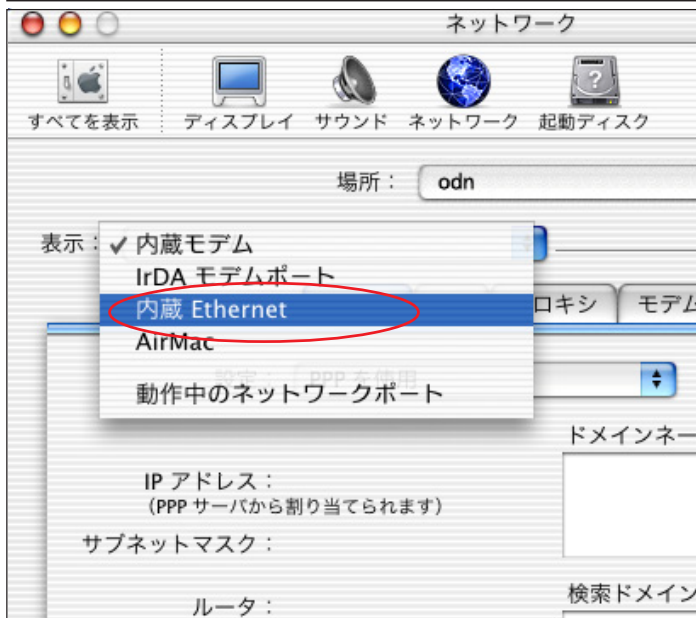 ネットワーク
すべてを表示 ディスプレイ サウンド ネットワーク 起動ディスク
場所： odn
表示： ✓ 内蔵モデム
IrDA モデムポート
内蔵 Ethernet
ロキシ モデム
AirMac
設定： PPP を使用
動作中のネットワークポート
ドメインネー
IP アドレス：
（PPP サーバから割り当てられます）
サブネットマスク：
検索ドメイン
ルータ：